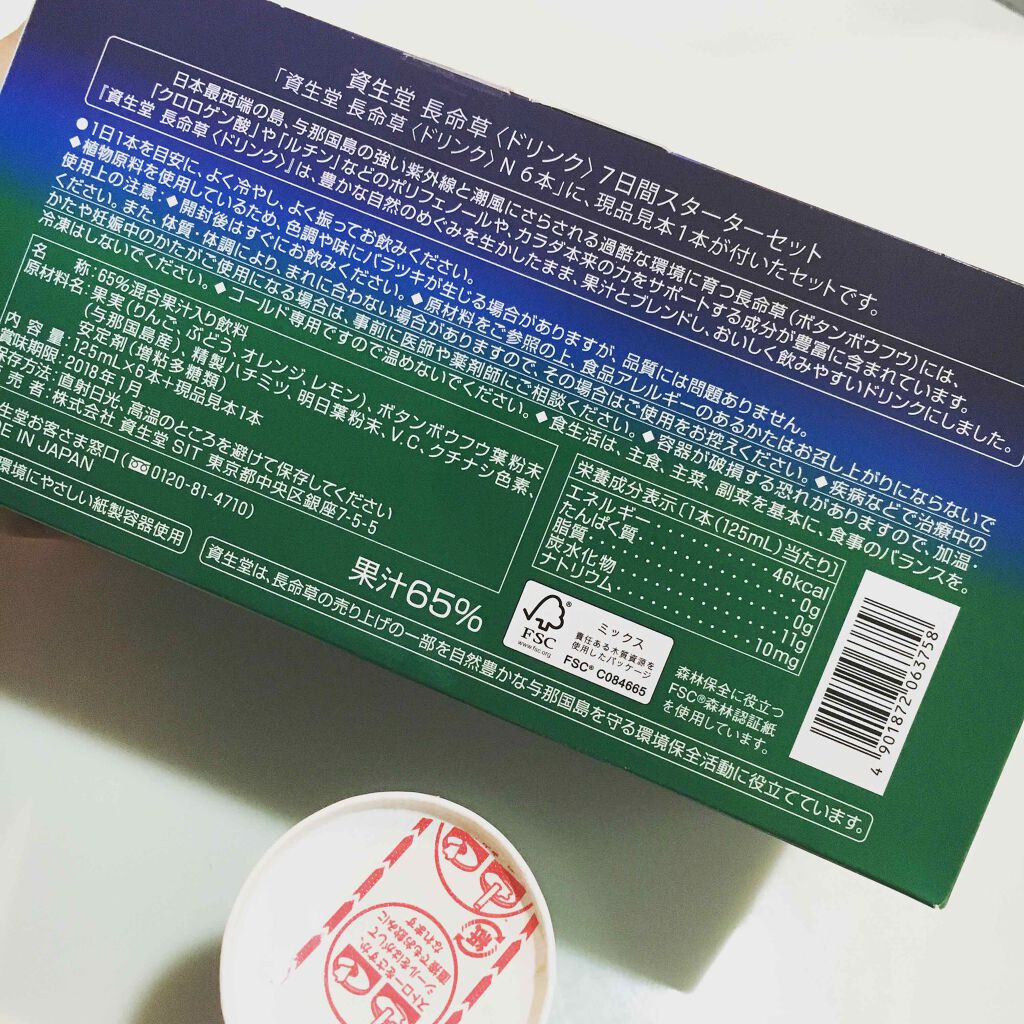 資生堂 長命草〈ドリンク〉 7日間スターターセット
「資生堂 長命草〈ドリンク〉N 6本」に、現品見本1本が付いたセットです。
日本最西端の島、与那国島の強い紫外線と潮風にさらされる過酷な環境に育つ長命草(ボタンボウフウ)には、
「クロロゲン酸」や「ルチン」などのポリフェノールや、カラダ本来の力をサポートする成分が豊富に含まれています。
『資生堂 長命草〈ドリンク〉』は、豊かな自然のめぐみを生かしたまま、果汁とブレンドし、おいしく飲みやすいドリンクにしました。
●1日1本を目安に、よく冷やし、よく振ってお飲みください。
◆植物原料を使用しているため、色調や味にバラツキが生じる場合がありますが、品質には問題ありません。
使用上の注意:◆開封後はすぐにお飲みください。◆原材料をご参照の上、食品アレルギーのあるかたはお召し上がりにならないで
ください。また、体質・体調により、まれに合わない場合がありますので、その場合はご使用をお控えください。◆疾病などで治療中の
かたや妊娠中のかたがご使用になる場合は、事前に医師や薬剤師にご相談ください。◆容器が破損する恐れがありますので、加温・
冷凍はしないでください。◆コールド専用ですので温めないでください。◆食生活は、主食、主菜、副菜を基本に、食事のバランスを。
名 称:65%混合果汁入り飲料
原材料名:果実(りんご、ぶどう、オレンジ、レモン)、ボタンボウフウ葉粉末
(与那国島産)、精製ハチミツ、明日葉粉末、V.C、クチナシ色素、
安定剤(増粘多糖類)
内 容 量:125mL×6本+現品見本1本
賞味期限:2018年1月
保存方法:直射日光、高温のところを避けて保存してください
売 者:株式会社 資生堂 SIT 東京都中央区銀座7-5-5
生堂お客さま窓口(0120-81-4710)
DE IN JAPAN
果汁65%
栄養成分表示〔1本(125mL)当たり〕
エネルギー 46kcal
たんぱく質 0g
脂質 0g
炭水化物 11g
ナトリウム 10mg
環境にやさしい紙製容器使用
資生堂は、長命草の売り上げの一部を自然豊かな与那国島を守る環境保全活動に役立てています。
FSC®
www.fsc.org
ミックス
責任ある木質資源を
使用したパッケージ
FSC® C084665
森林保全に役立つ
FSC®森林認証紙
を使用しています。
4 901872 063758
紙
ストローをさすか、
シールをはがして
直接でもお飲みに
なれます